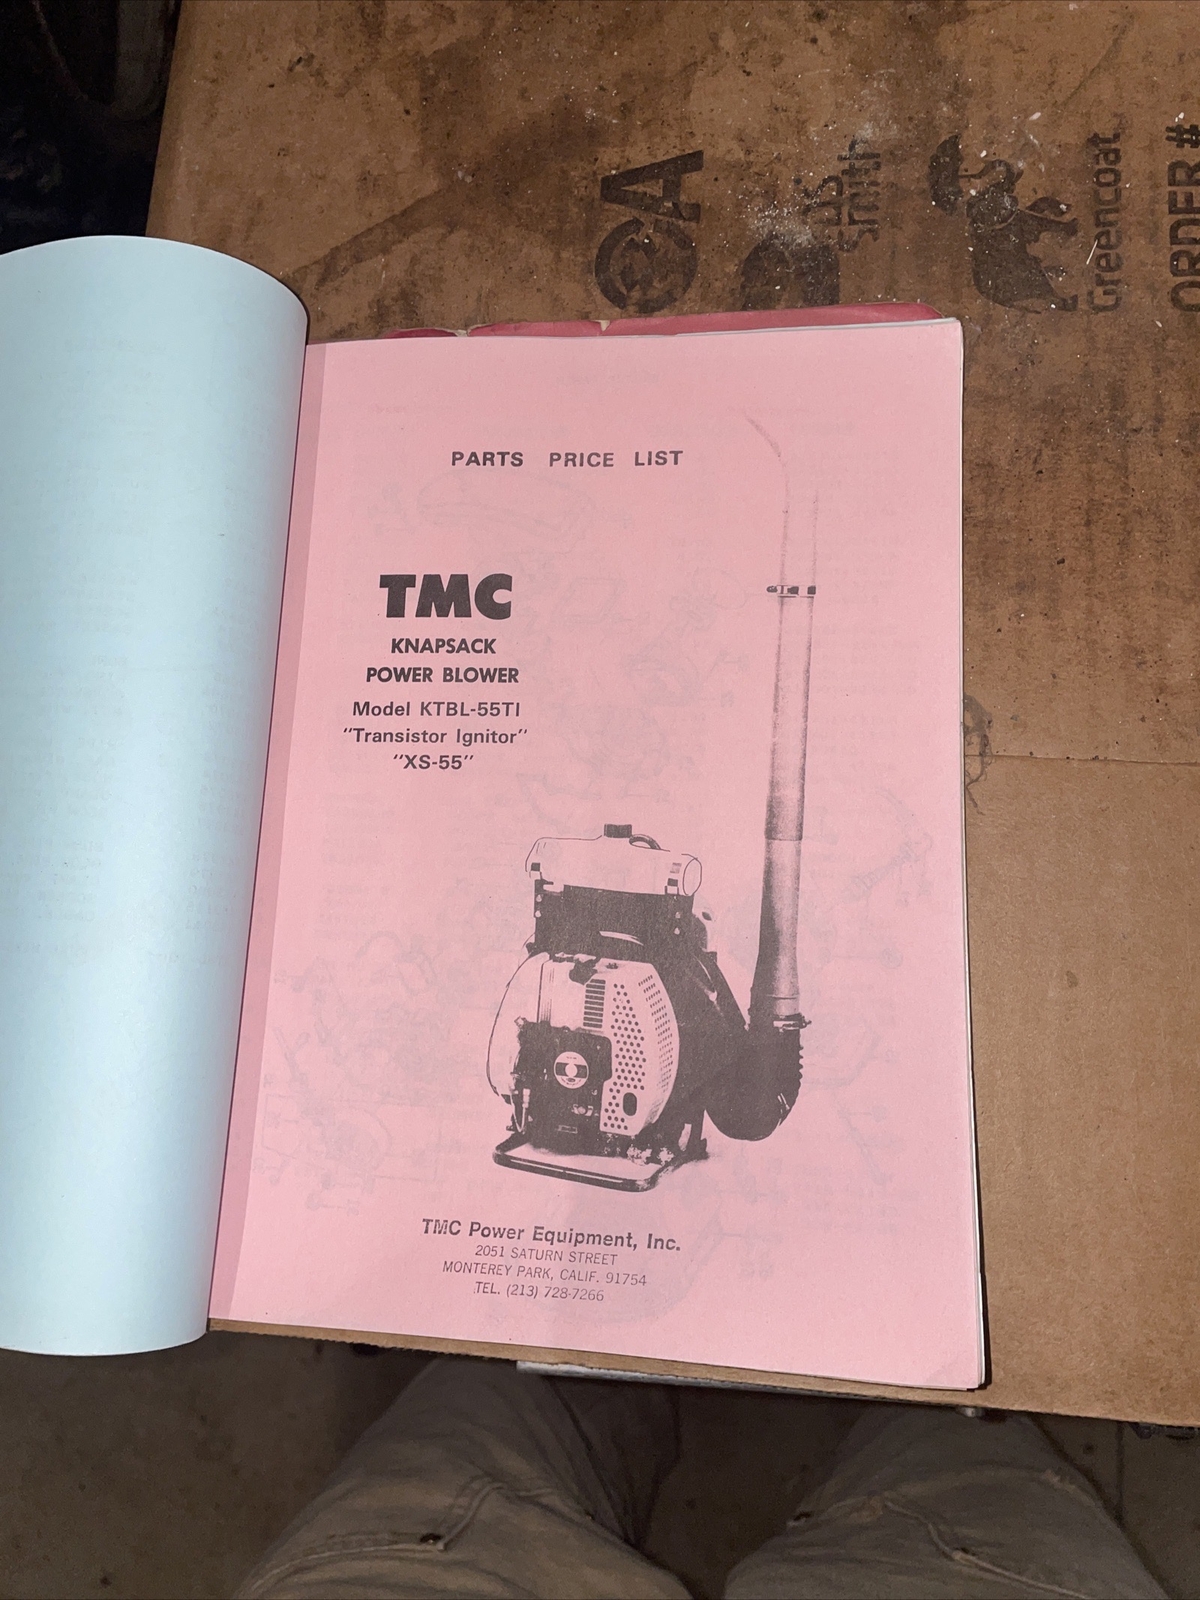 PARTS PRICE LIST
TMC
KNAPSACK
POWER BLOWER
Model KTBL-55TI
"Transistor Ignitor"
"XS-55"
TMC Power Equipment, Inc.
2051 SATURN STREET
MONTEREY PARK, CALIF. 91754
TEL. (213) 728-7266
Smith
Greencoat
ORDER #